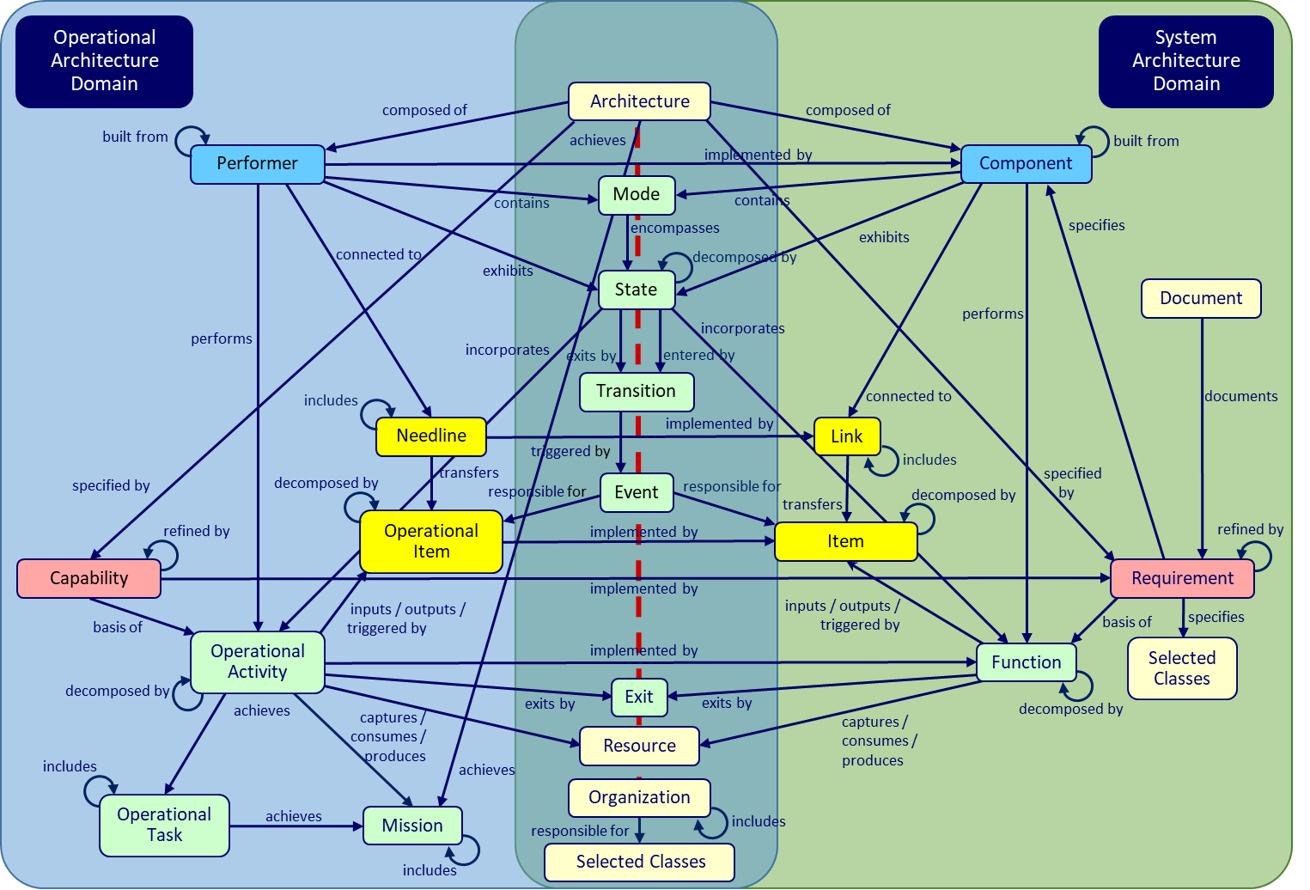 Operational
Architecture
Domain
System
Architecture
Domain
Architecture
composed of
composed of
achieves
built from
Performer
implemented by
Component
built from
Mode
contains
contains
encompasses
specifies
connected to
exhibits
decomposed by
exhibits
State
Document
performs
incorporates
exits by
entered by
incorporates
performs
Transition
includes
Needline
implemented by
connected to
Link
documents
triggered by
includes
transfers
specified by
decomposed by
responsible for
Event
responsible for
transfers
decomposed by
specified
by
Operational
Item
implemented by
Item
refined by
refined by
Capability
implemented by
Requirement
basis of
inputs / outputs /
triggered by
inputs / outputs /
triggered by
basis of
specifies
Operational
Activity
implemented by
Function
Selected
Classes
decomposed by
achieves
exits by
Exit
exits by
decomposed by
captures /
consumes /
produces
Resource
captures /
consumes /
produces
includes
achieves
Operational
Task
achieves
Mission
includes
Organization
includes
responsible for
Selected Classes